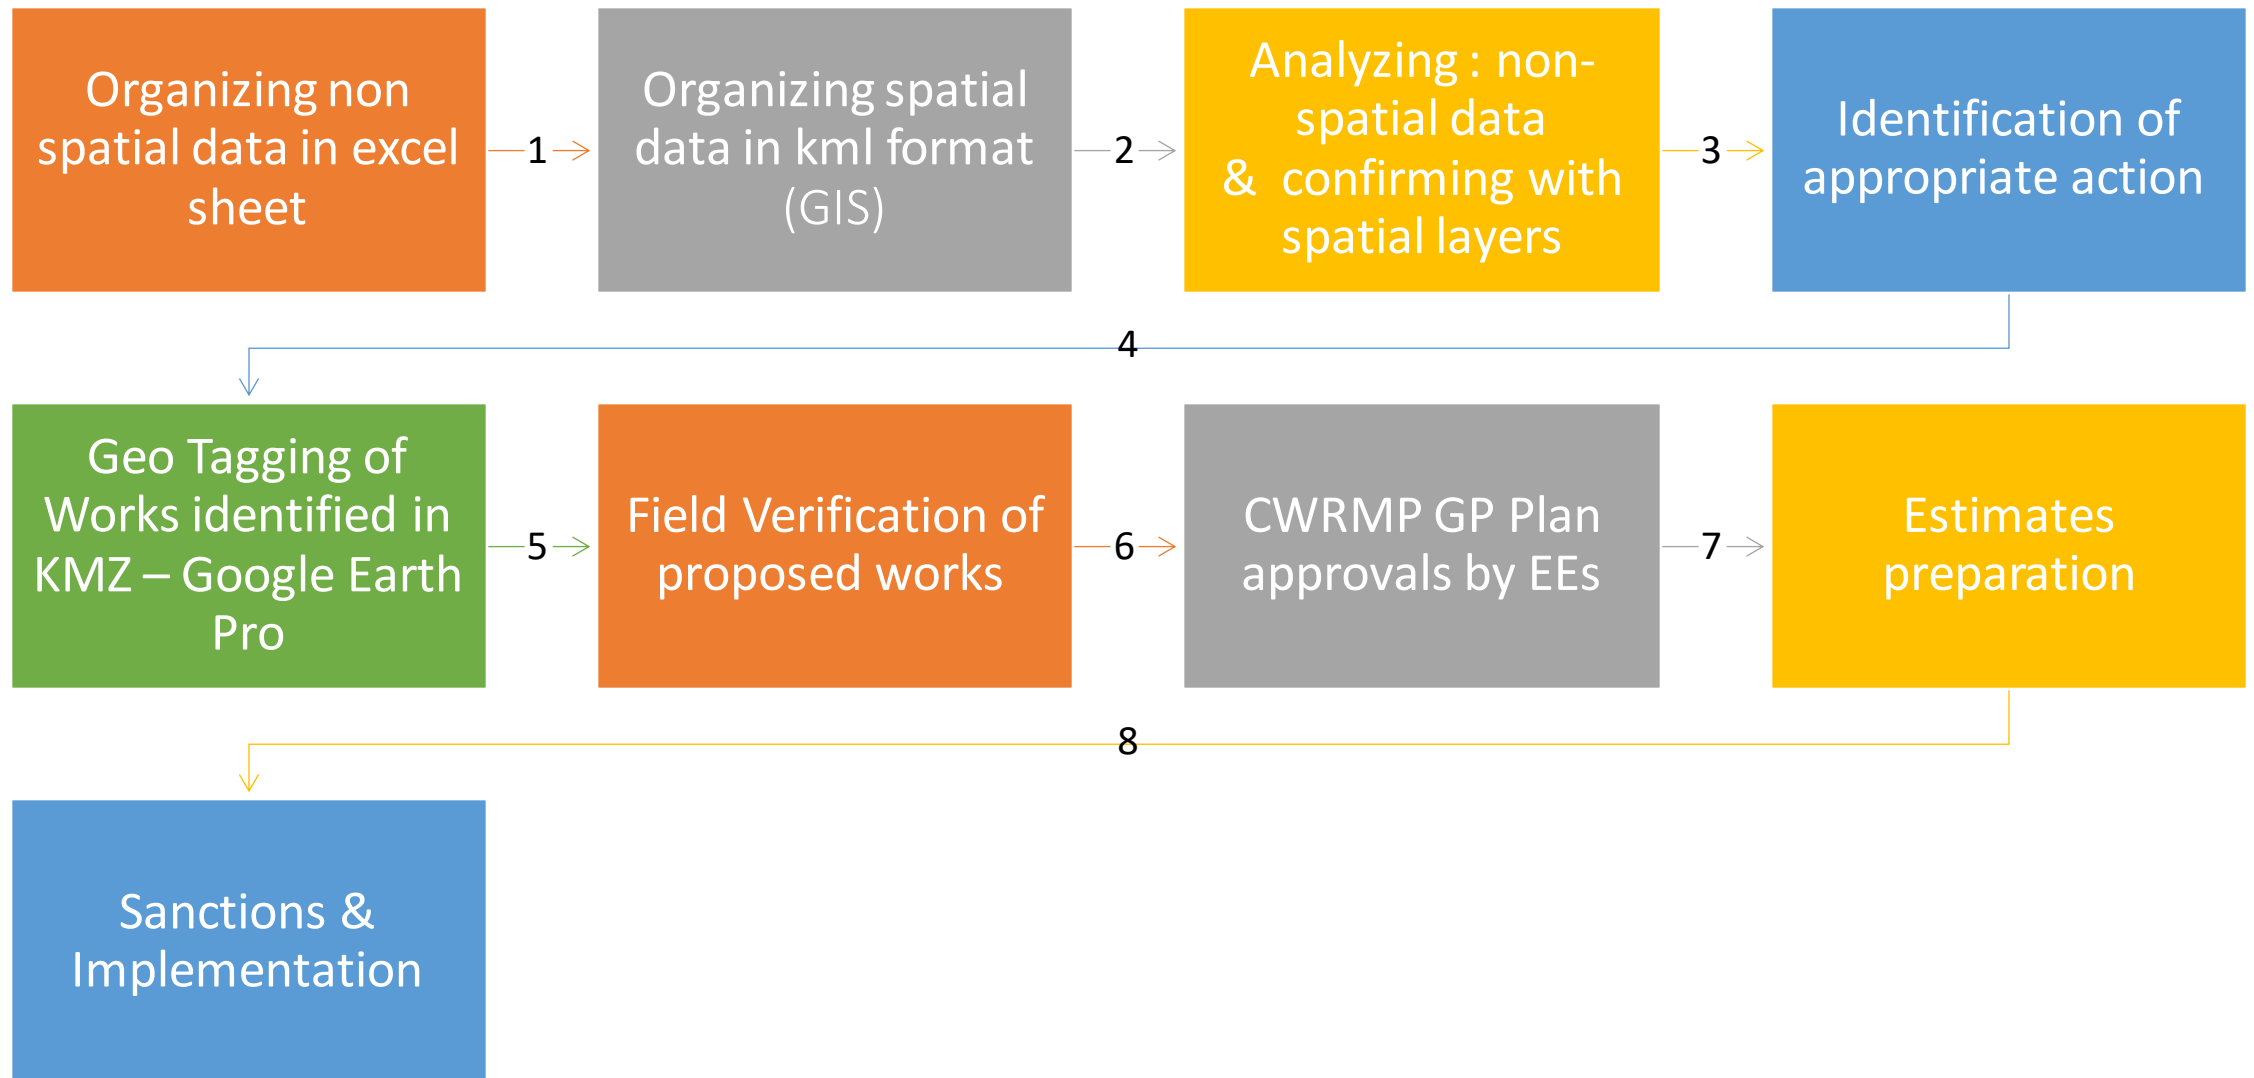 Organizing non
spatial data in excel
sheet
1
Organizing spatial
data in kml format
(GIS)
2
Analyzing : non-
spatial data
& confirming with
spatial layers
3
Identification of
appropriate action
4
Geo Tagging of
Works identified in
KMZ – Google Earth
Pro
5
Field Verification of
proposed works
6
CWRMP GP Plan
approvals by EEs
7
Estimates
preparation
8
Sanctions &
Implementation